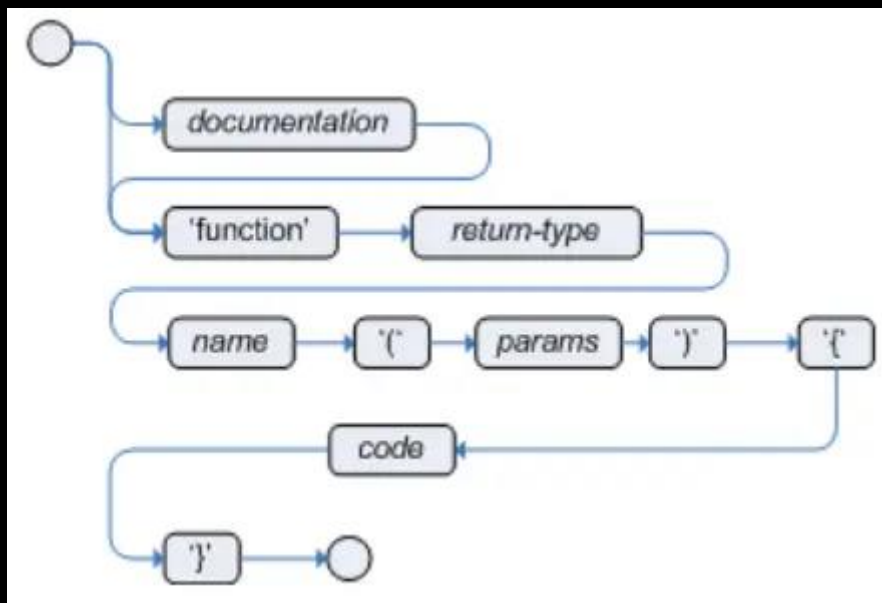 documentation
'function' return-type
name '(' params ')' '{'
code
'}'